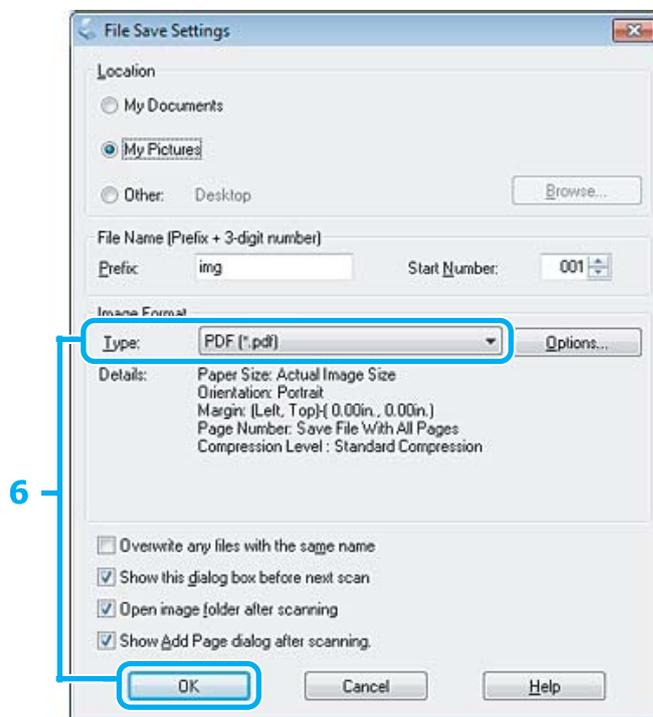 File Save Settings
Location
My Documents
My Pictures
Other: Desktop Browse...
File Name (Prefix + 3-digit number)
Prefix: img Start Number: 001
Image Format
Type: PDF (*.pdf) Options...
Details: Paper Size: Actual Image Size
Orientation: Portrait
Margin: (Left, Top)-( 0.00in., 0.00in.)
Page Number: Save File With All Pages
Compression Level : Standard Compression
6
Overwrite any files with the same name
Show this dialog box before next scan
Open image folder after scanning
Show Add Page dialog after scanning.
OK Cancel Help